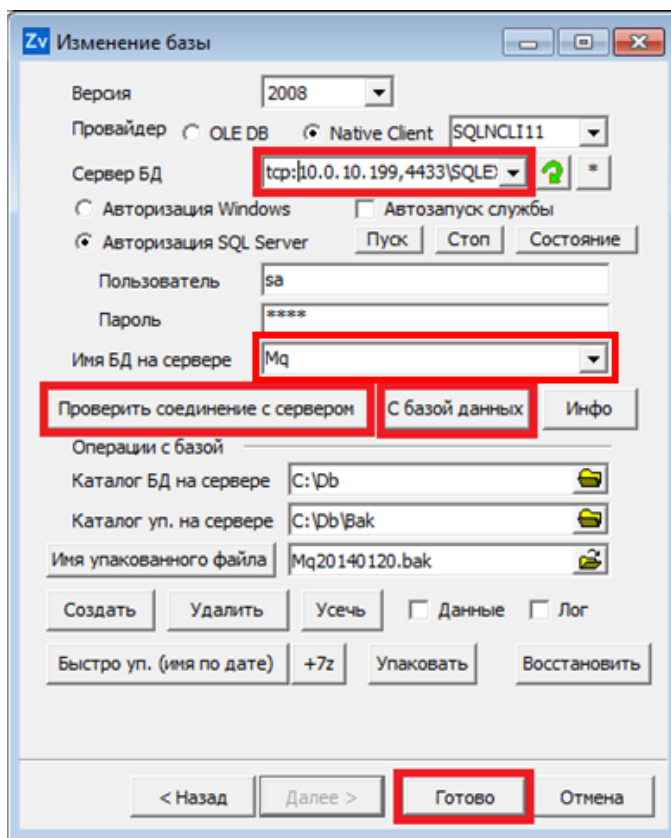 Zv Изменение базы
Версия 2008
Провайдер OLE DB Native Client SQLNCLI11
Сервер БД tcp:10.0.10.199,4433\SQLE *
Авторизация Windows Автозапуск службы
Авторизация SQL Server Пуск Стоп Состояние
Пользователь sa
Пароль ****
Имя БД на сервере Mq
Проверить соединение с сервером С базой данных Инфо
Операции с базой
Каталог БД на сервере C:\Db
Каталог уп. на сервере C:\Db\Bak
Имя упакованного файла Mq20140120.bak
Создать Удалить Усечь Данные Лог
Быстро уп. (имя по дате) +7z Упаковать Восстановить
< Назад Далее > Готово Отмена